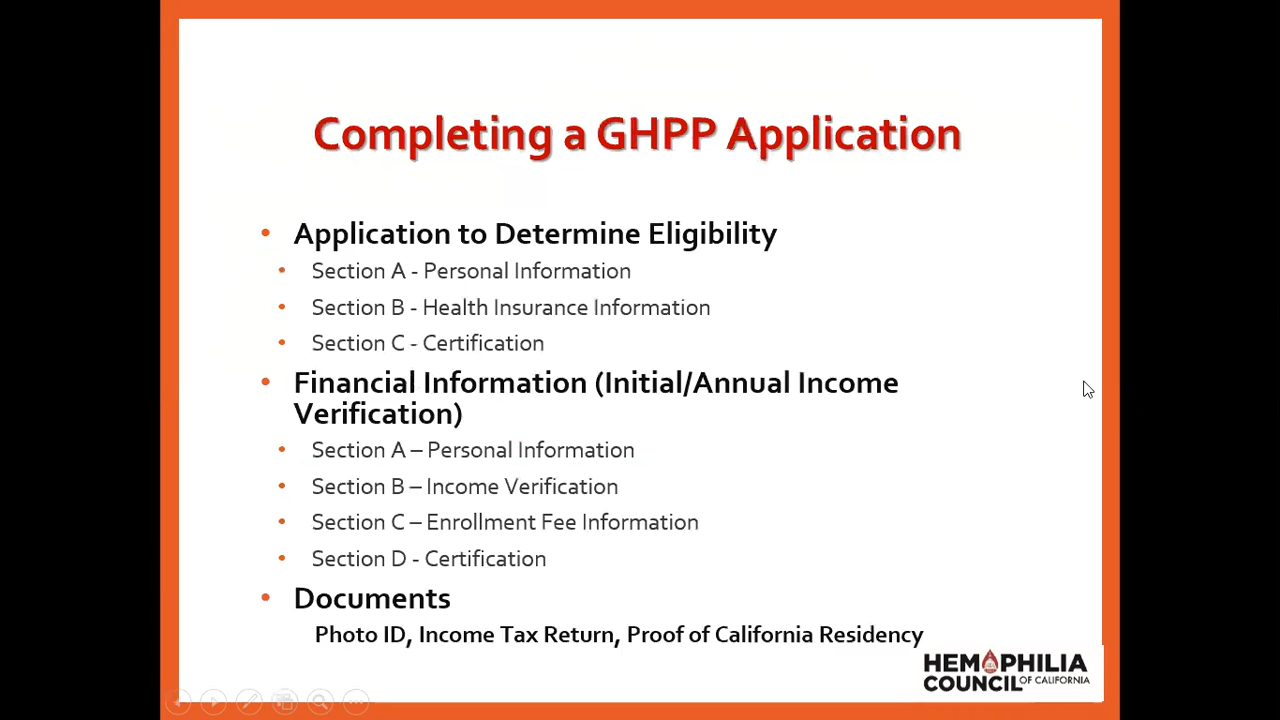 Completing a GHPP Application
• Application to Determine Eligibility
• Section A - Personal Information
• Section B - Health Insurance Information
• Section C - Certification
• Financial Information (Initial/Annual Income
Verification)
• Section A – Personal Information
• Section B – Income Verification
• Section C – Enrollment Fee Information
• Section D - Certification
• Documents
Photo ID, Income Tax Return, Proof of California Residency
HEMOPHILIA
COUNCIL OF CALIFORNIA